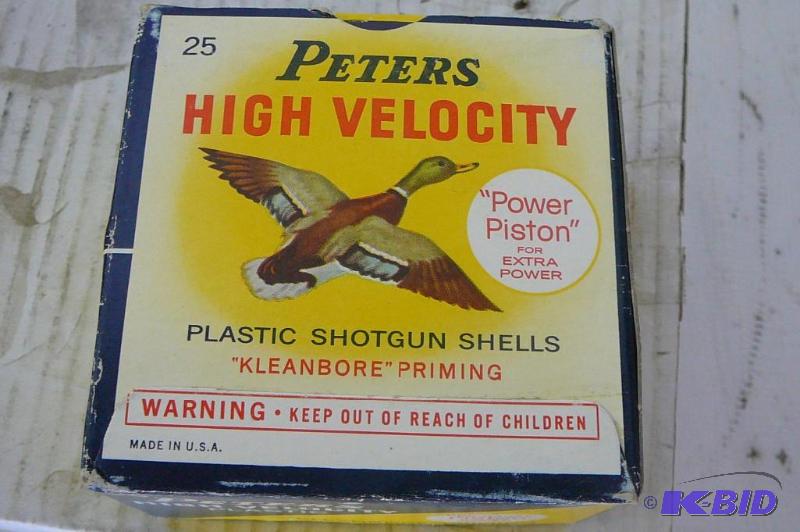 25
PETERS
HIGH VELOCITY
"Power
Piston"
FOR
EXTRA
POWER
PLASTIC SHOTGUN SHELLS
"KLEANBORE" PRIMING
WARNING • KEEP OUT OF REACH OF CHILDREN
MADE IN U.S.A.
© K-BID